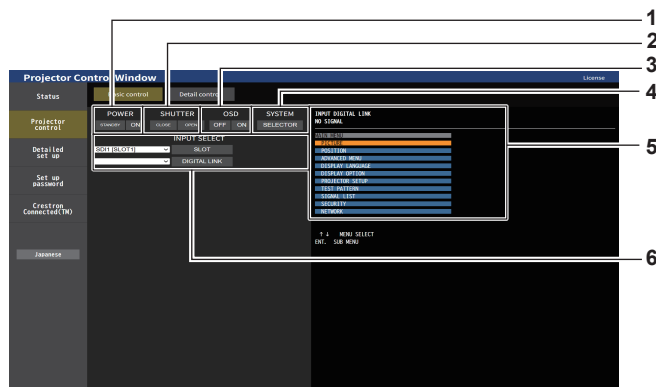 1
2
3
4
5
6
Projector Control Window
License
Status
Projector control
Detailed set up
Set up password
Crestron Connected(TM)
Japanese
Basic control
Detail control
POWER
STANDBY ON
SHUTTER
CLOSE OPEN
OSD
OFF ON
SYSTEM
SELECTOR
INPUT SELECT
SDI1 [SLOT1]
SLOT
DIGITAL LINK
INPUT DIGITAL LINK
NO SIGNAL
MAIN MENU
PICTURE
POSITION
ADVANCED MENU
DISPLAY LANGUAGE
DISPLAY OPTION
PROJECTOR SETUP
TEST PATTERN
SIGNAL LIST
SECURITY
NETWORK
↑ ↓ MENU SELECT
ENT. SUB MENU